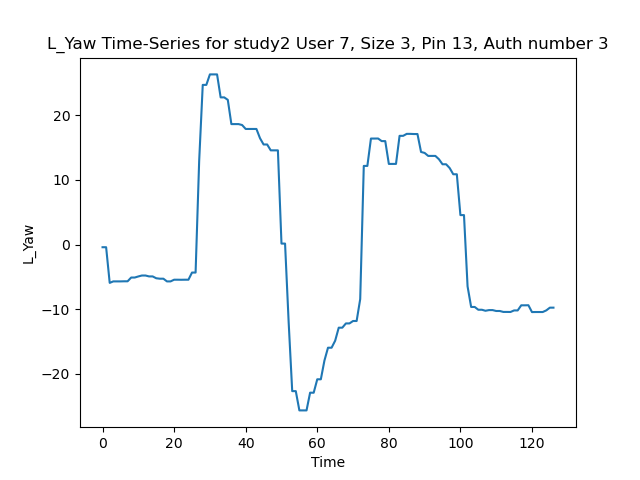 L_Yaw Time-Series for study2 User 7, Size 3, Pin 13, Auth number 3
20
10
0
−10
−20
L_Yaw
0 20 40 60 80 100 120
Time